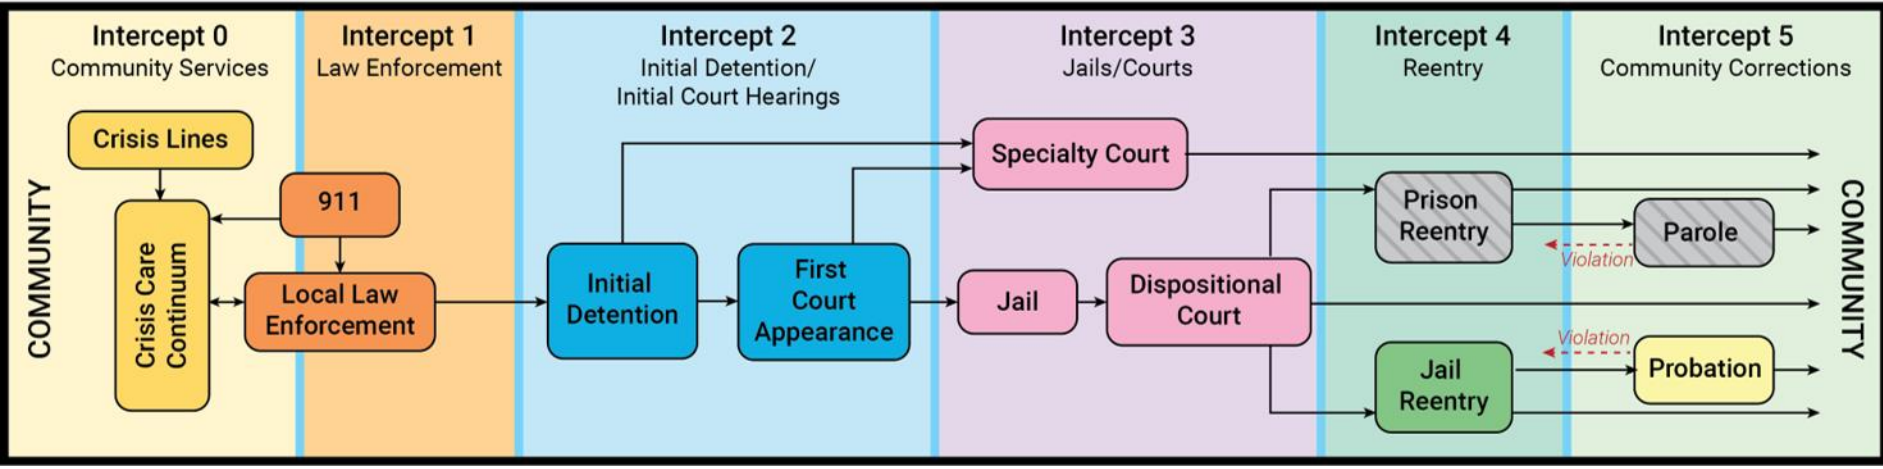 Intercept 0
Community Services
Intercept 1
Law Enforcement
Intercept 2
Initial Detention/
Initial Court Hearings
Intercept 3
Jails/Courts
Intercept 4
Reentry
Intercept 5
Community Corrections
COMMUNITY
Crisis Lines
Crisis Care
Continuum
911
Local Law
Enforcement
Initial
Detention
First
Court
Appearance
Specialty Court
Jail
Dispositional
Court
Prison
Reentry
Parole
Violation
Violation
Jail
Reentry
Probation
COMMUNITY